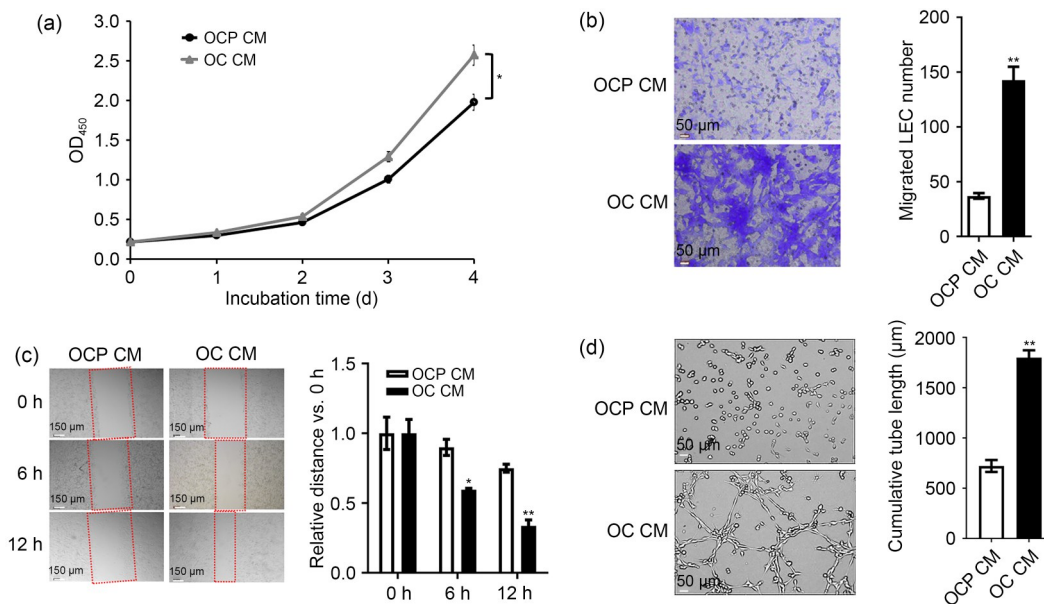 (a)
3.0
2.5
2.0
1.5
1.0
0.5
0.0
OD450
OCP CM
OC CM
*
0 1 2 3 4
Incubation time (d)
(b)
OCP CM
50 μm
OC CM
50 μm
200
150
100
50
0
Migrated LEC number
**
OCP CM
OC CM
(c)
OCP CM OC CM
0 h
150 μm 150 μm
6 h
150 μm 150 μm
12 h
150 μm 150 μm
1.5
1.0
0.5
0.0
Relative distance vs. 0 h
OCP CM
OC CM
*
**
0 h 6 h 12 h
(d)
OCP CM
50 μm
OC CM
50 μm
2000
1500
1000
500
0
Cumulative tube length (μm)
**
OCP CM
OC CM